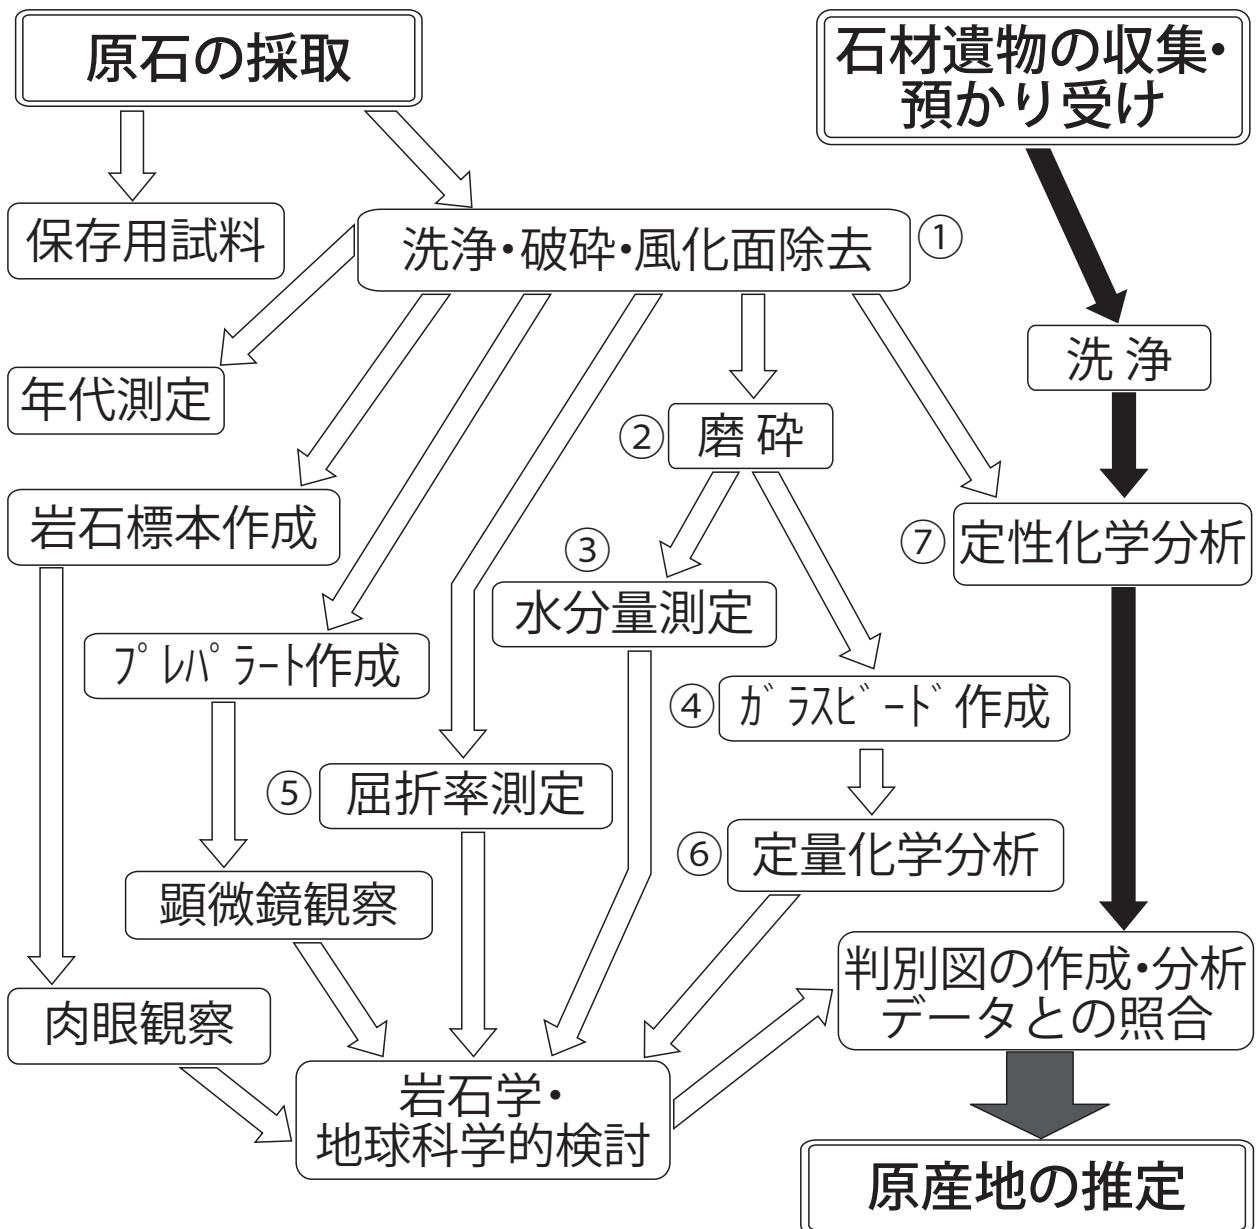 原石の採取
石材遺物の収集・
預かり受け
保存用試料
洗浄・破砕・風化面除去
①
洗 浄
年代測定
②
磨 砕
岩石標本作成
③
水分量測定
⑦
定性化学分析
ﾌﾟﾚﾊﾟﾗｰﾄ作成
④
ｶﾞﾗｽﾋﾞｰﾄﾞ作成
⑤
屈折率測定
⑥
定量化学分析
顕微鏡観察
判別図の作成・分析
データとの照合
肉眼観察
岩石学・
地球科学的検討
原産地の推定